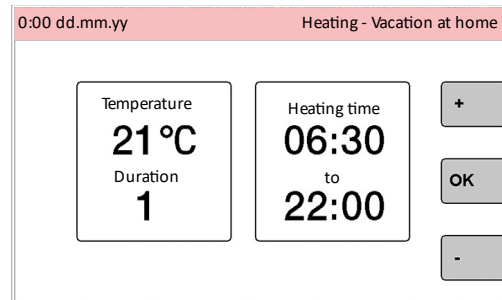 0:00 dd.mm.yy Heating - Vacation at home
Temperature
21 °C
Duration
1
Heating time
06:30
to
22:00
+
OK
-